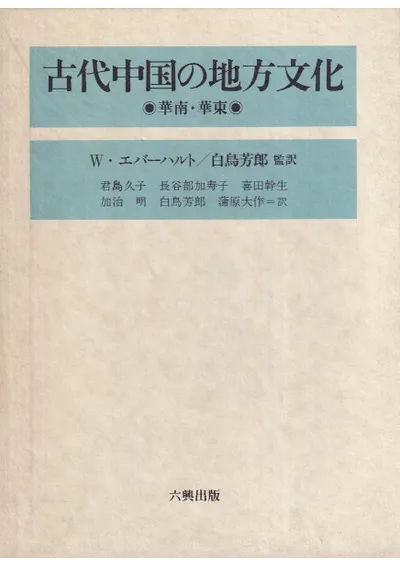 古代中国の地方文化
◉華南・華東◉
W・エバーハルト/白鳥芳郎 監訳
君島久子 長谷部加寿子 喜田幹生
加治 明 白鳥芳郎 蒲原大作=訳
六興出版